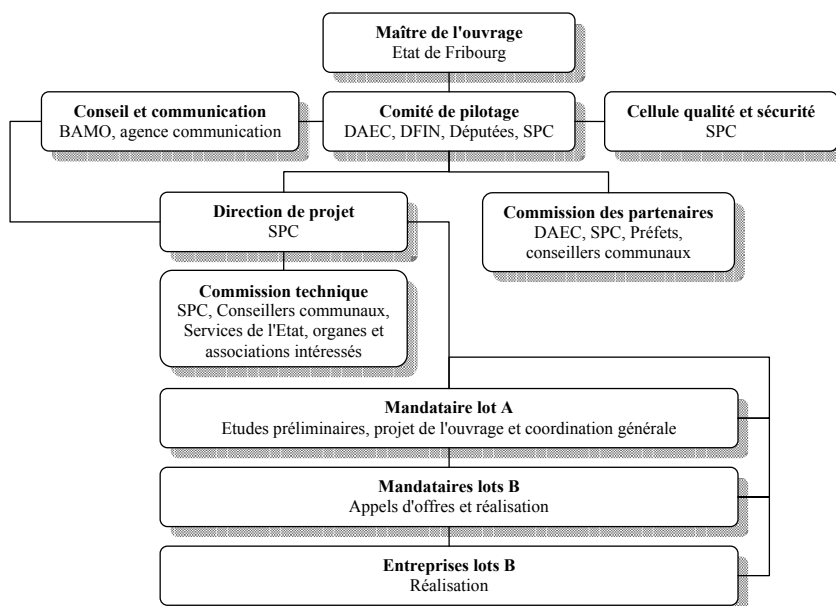 Maître de l'ouvrage
Etat de Fribourg
Conseil et communication
BAMO, agence communication
Comité de pilotage
DAEC, DFIN, Députées, SPC
Cellule qualité et sécurité
SPC
Direction de projet
SPC
Commission des partenaires
DAEC, SPC, Préfets,
conseillers communaux
Commission technique
SPC, Conseillers communaux,
Services de l'Etat, organes et
associations intéressés
Mandataire lot A
Etudes préliminaires, projet de l'ouvrage et coordination générale
Mandataires lots B
Appels d'offres et réalisation
Entreprises lots B
Réalisation